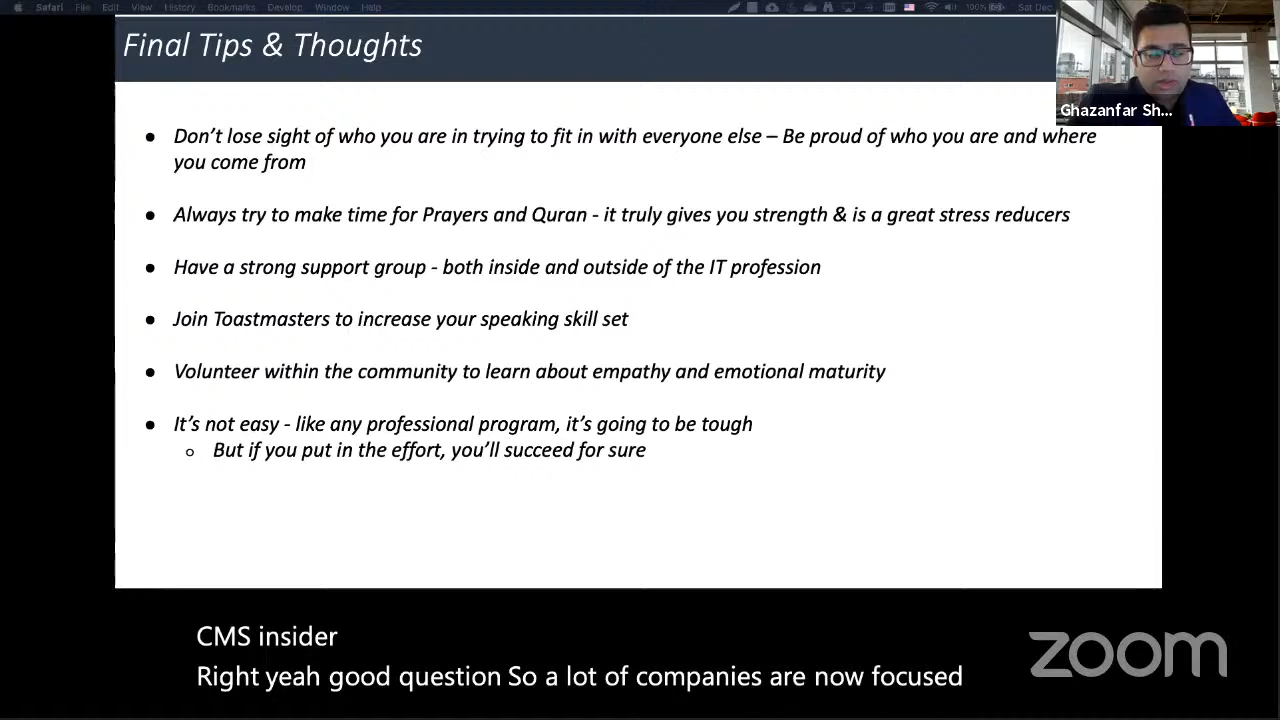 Safari File Edit View History Bookmarks Develop Window Help 100% Sat Dec
Final Tips & Thoughts
Ghazanfar Sh...
● Don’t lose sight of who you are in trying to fit in with everyone else – Be proud of who you are and where
you come from
● Always try to make time for Prayers and Quran - it truly gives you strength & is a great stress reducers
● Have a strong support group - both inside and outside of the IT profession
● Join Toastmasters to increase your speaking skill set
● Volunteer within the community to learn about empathy and emotional maturity
● It’s not easy - like any professional program, it’s going to be tough
○ But if you put in the effort, you’ll succeed for sure
CMS insider
Right yeah good question So a lot of companies are now focused
zoom